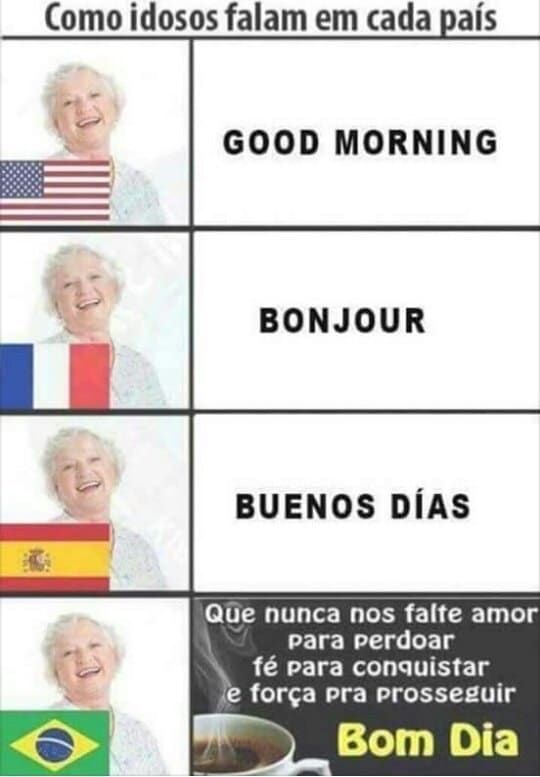 Como idosos falam em cada país
GOOD MORNING
BONJOUR
BUENOS DÍAS
Que nunca nos falte amor
para perdoar
fé para conquistar
e força pra prosseguir
Bom Dia